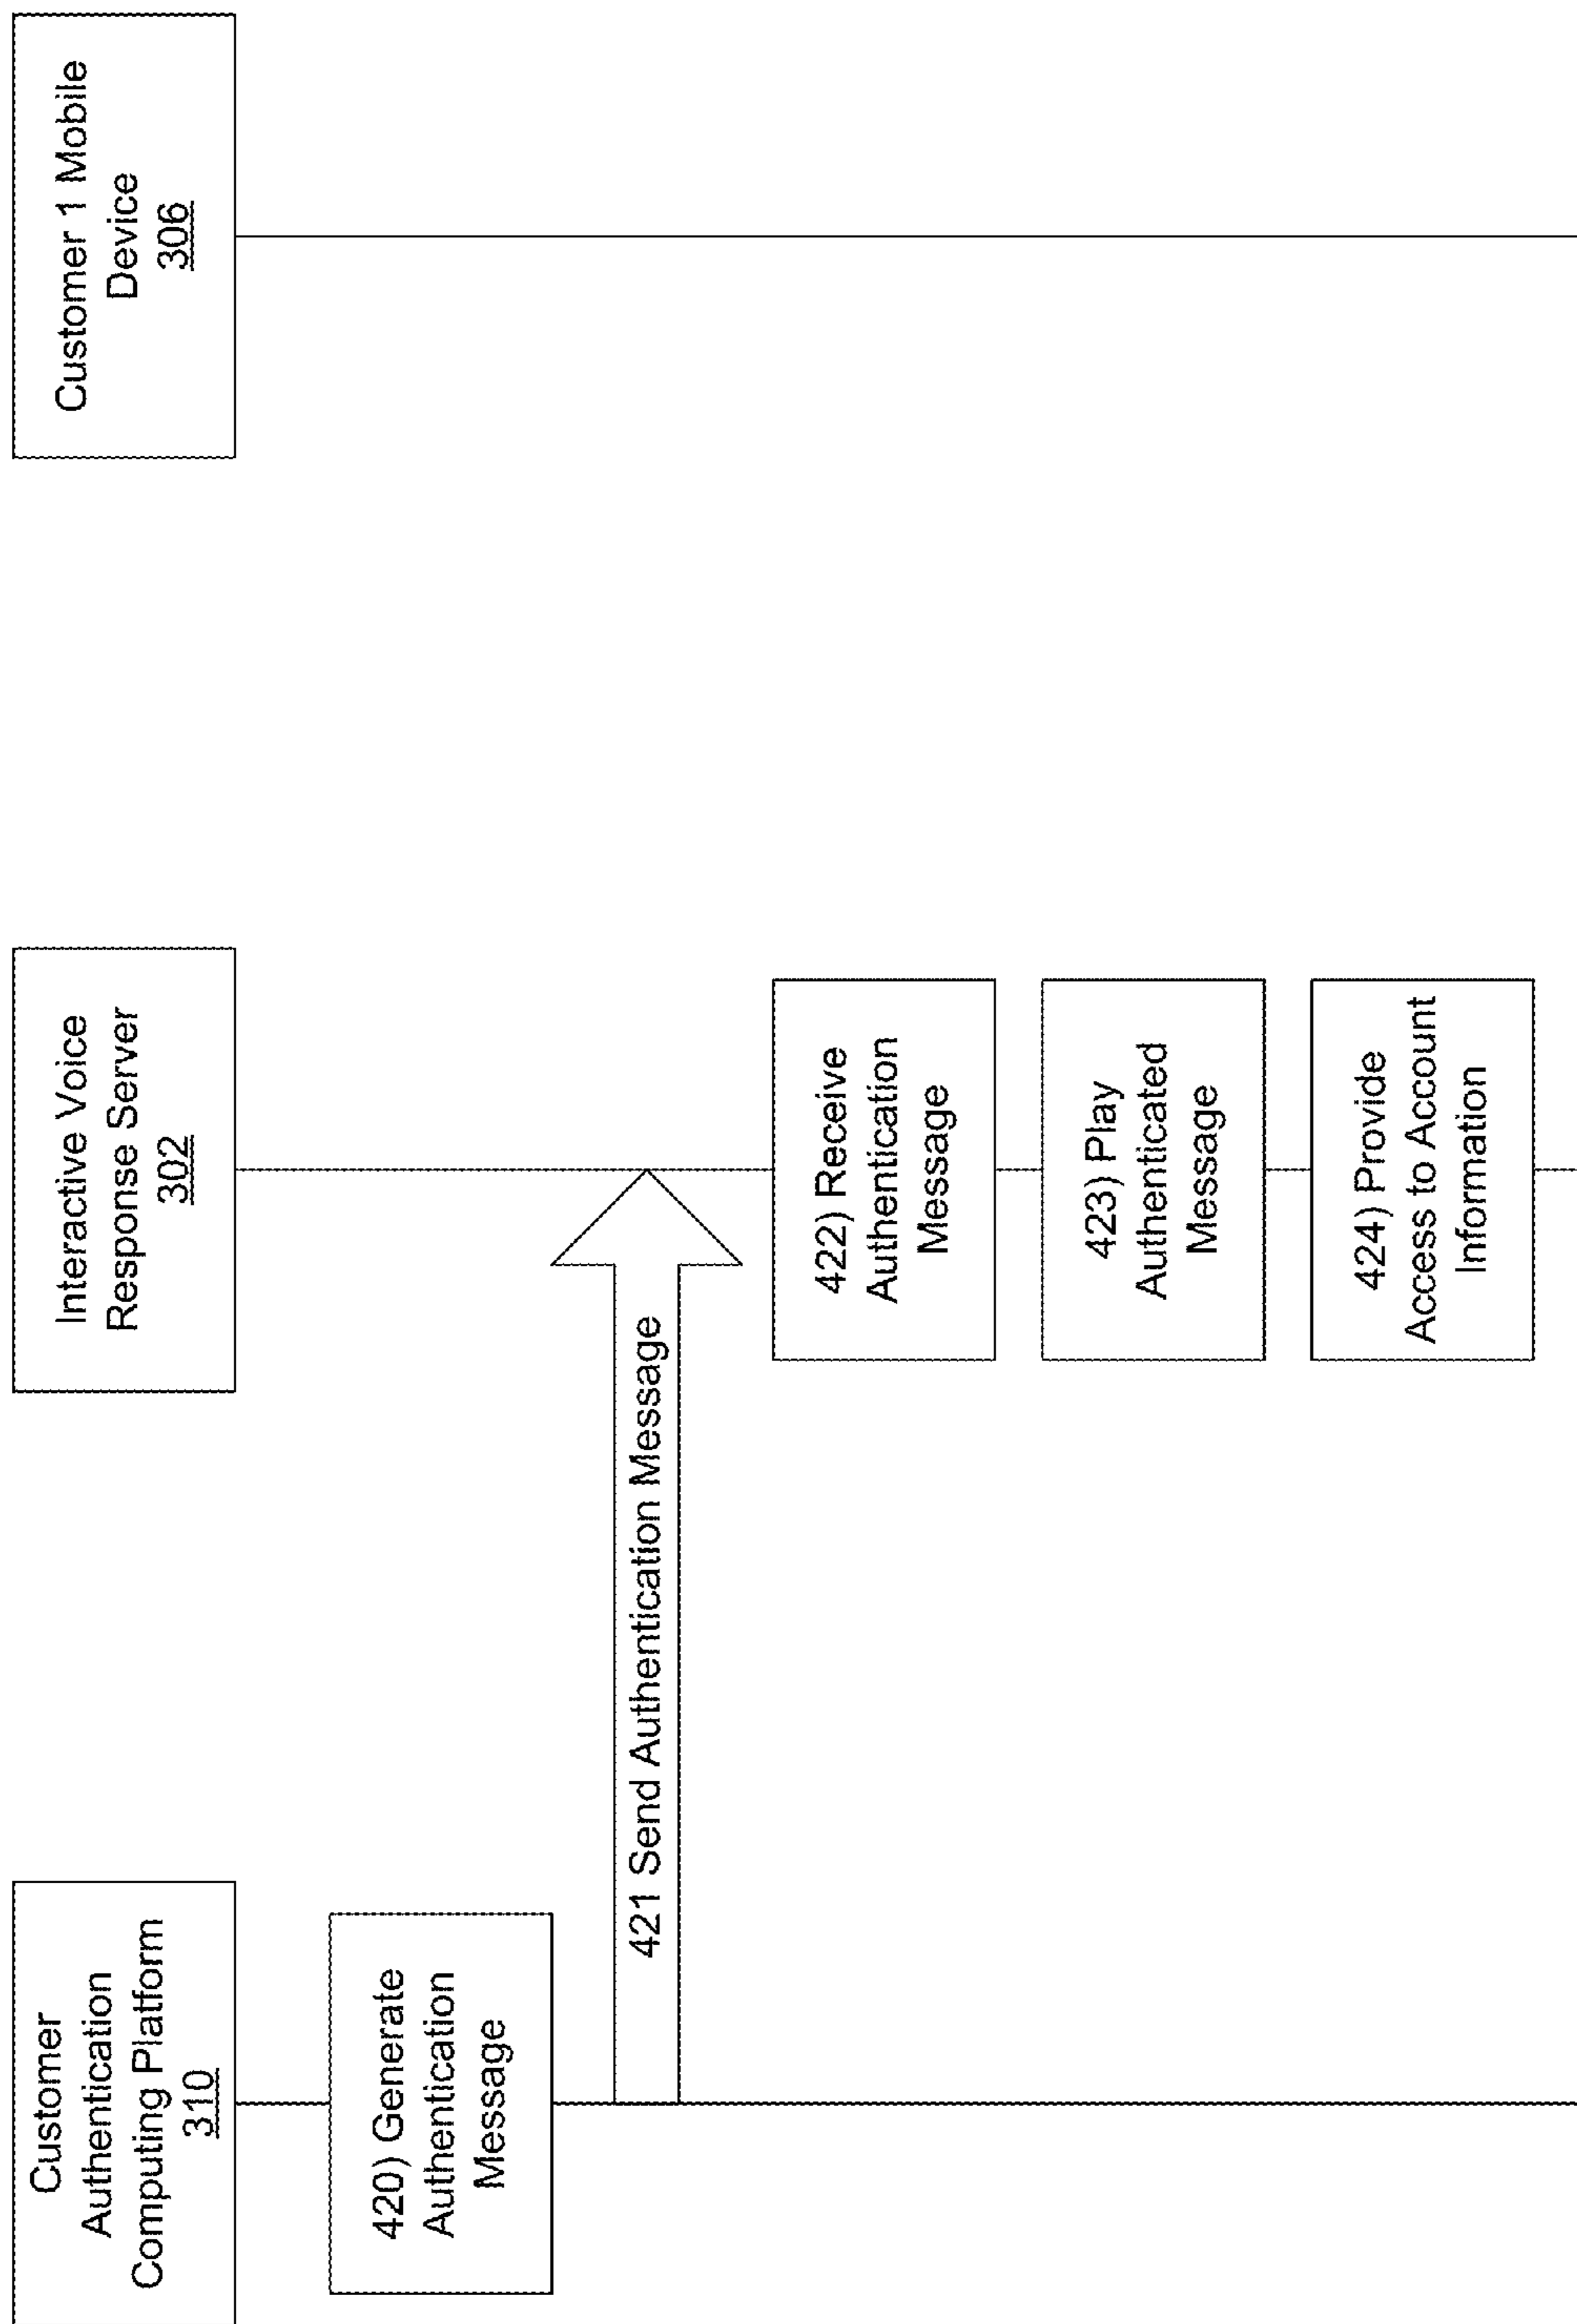 Customer
Authentication
Computing Platform
310
Interactive Voice
Response Server
302
Customer 1 Mobile
Device
306
420) Generate
Authentication
Message
421 Send Authentication Message
422) Receive
Authentication
Message
423) Play
Authenticated
Message
424) Provide
Access to Account
Information